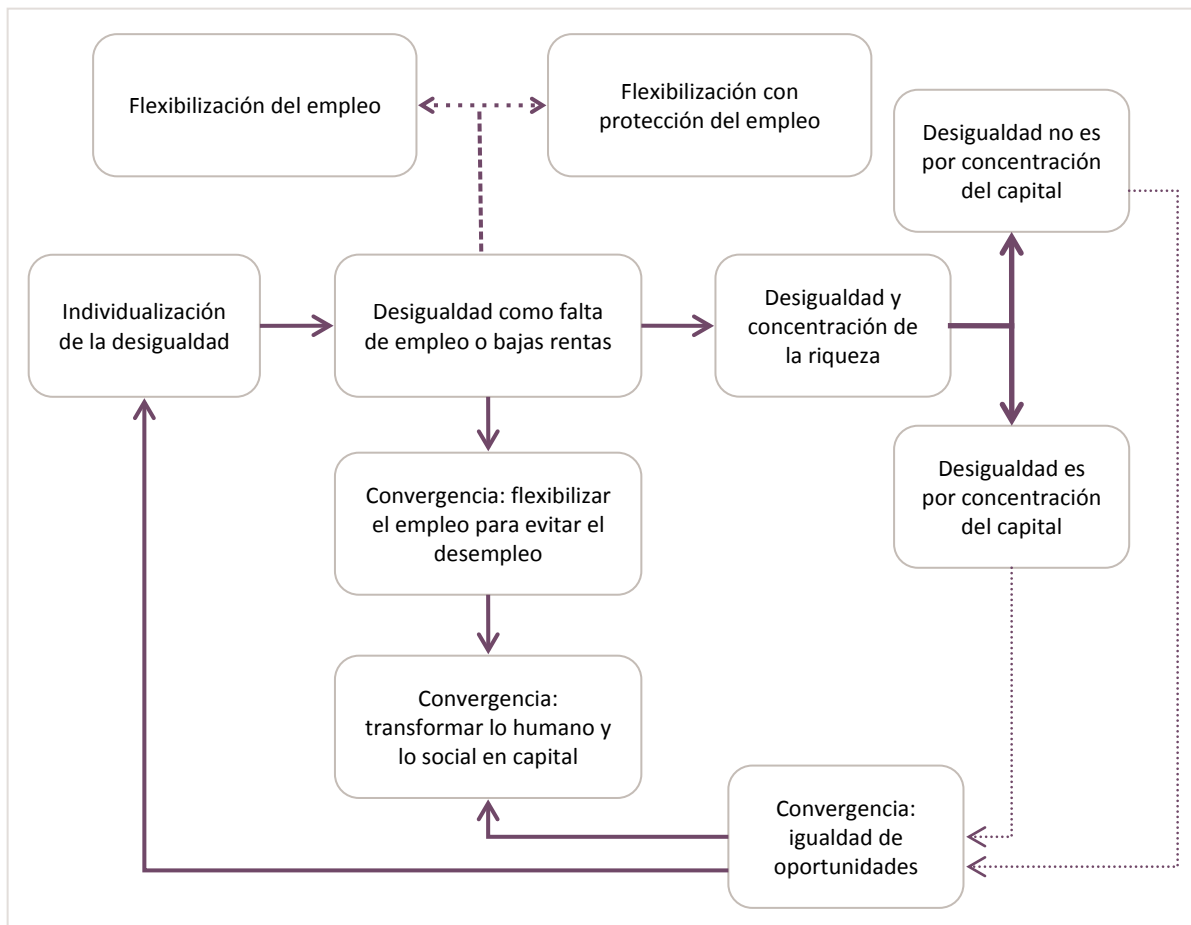 Flexibilización del empleo
Flexibilización con
protección del empleo
Desigualdad no es
por concentración
del capital
Individualización
de la desigualdad
Desigualdad como falta
de empleo o bajas rentas
Desigualdad y
concentración de
la riqueza
Desigualdad es
por concentración
del capital
Convergencia: flexibilizar
el empleo para evitar el
desempleo
Convergencia:
transformar lo humano y
lo social en capital
Convergencia:
igualdad de
oportunidades